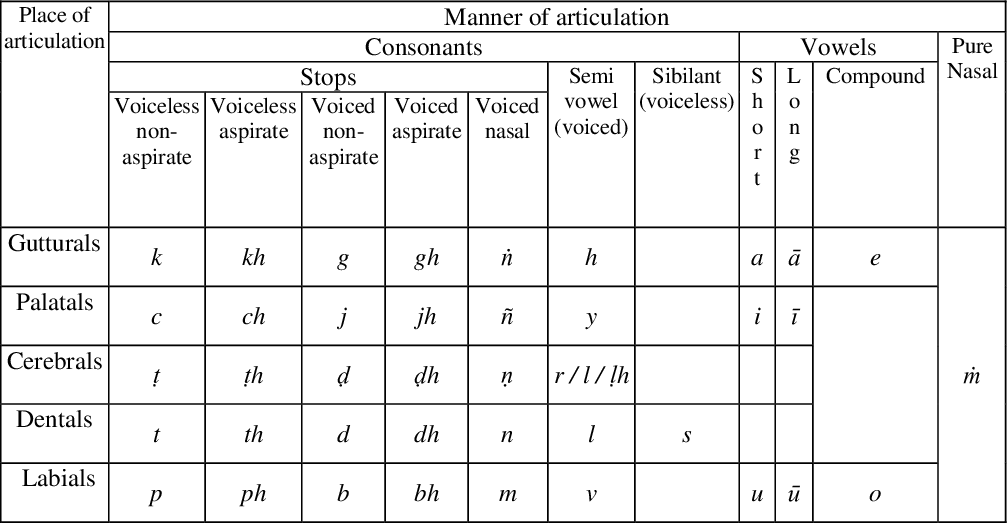 Place of articulation Manner of articulation
Consonants Vowels Pure Nasal
Stops Semi vowel (voiced) Sibilant (voiceless) Short Long Compound
Voiceless non-aspirate Voiceless aspirate Voiced non-aspirate Voiced aspirate Voiced nasal
Gutturals k kh g gh ṅ h a ā e
Palatals c ch j jh ñ y i ī
Cerebrals ṭ ṭh ḍ ḍh ṇ r / l / ḷh ṁ
Dentals t th d dh n l s
Labials p ph b bh m v u ū o